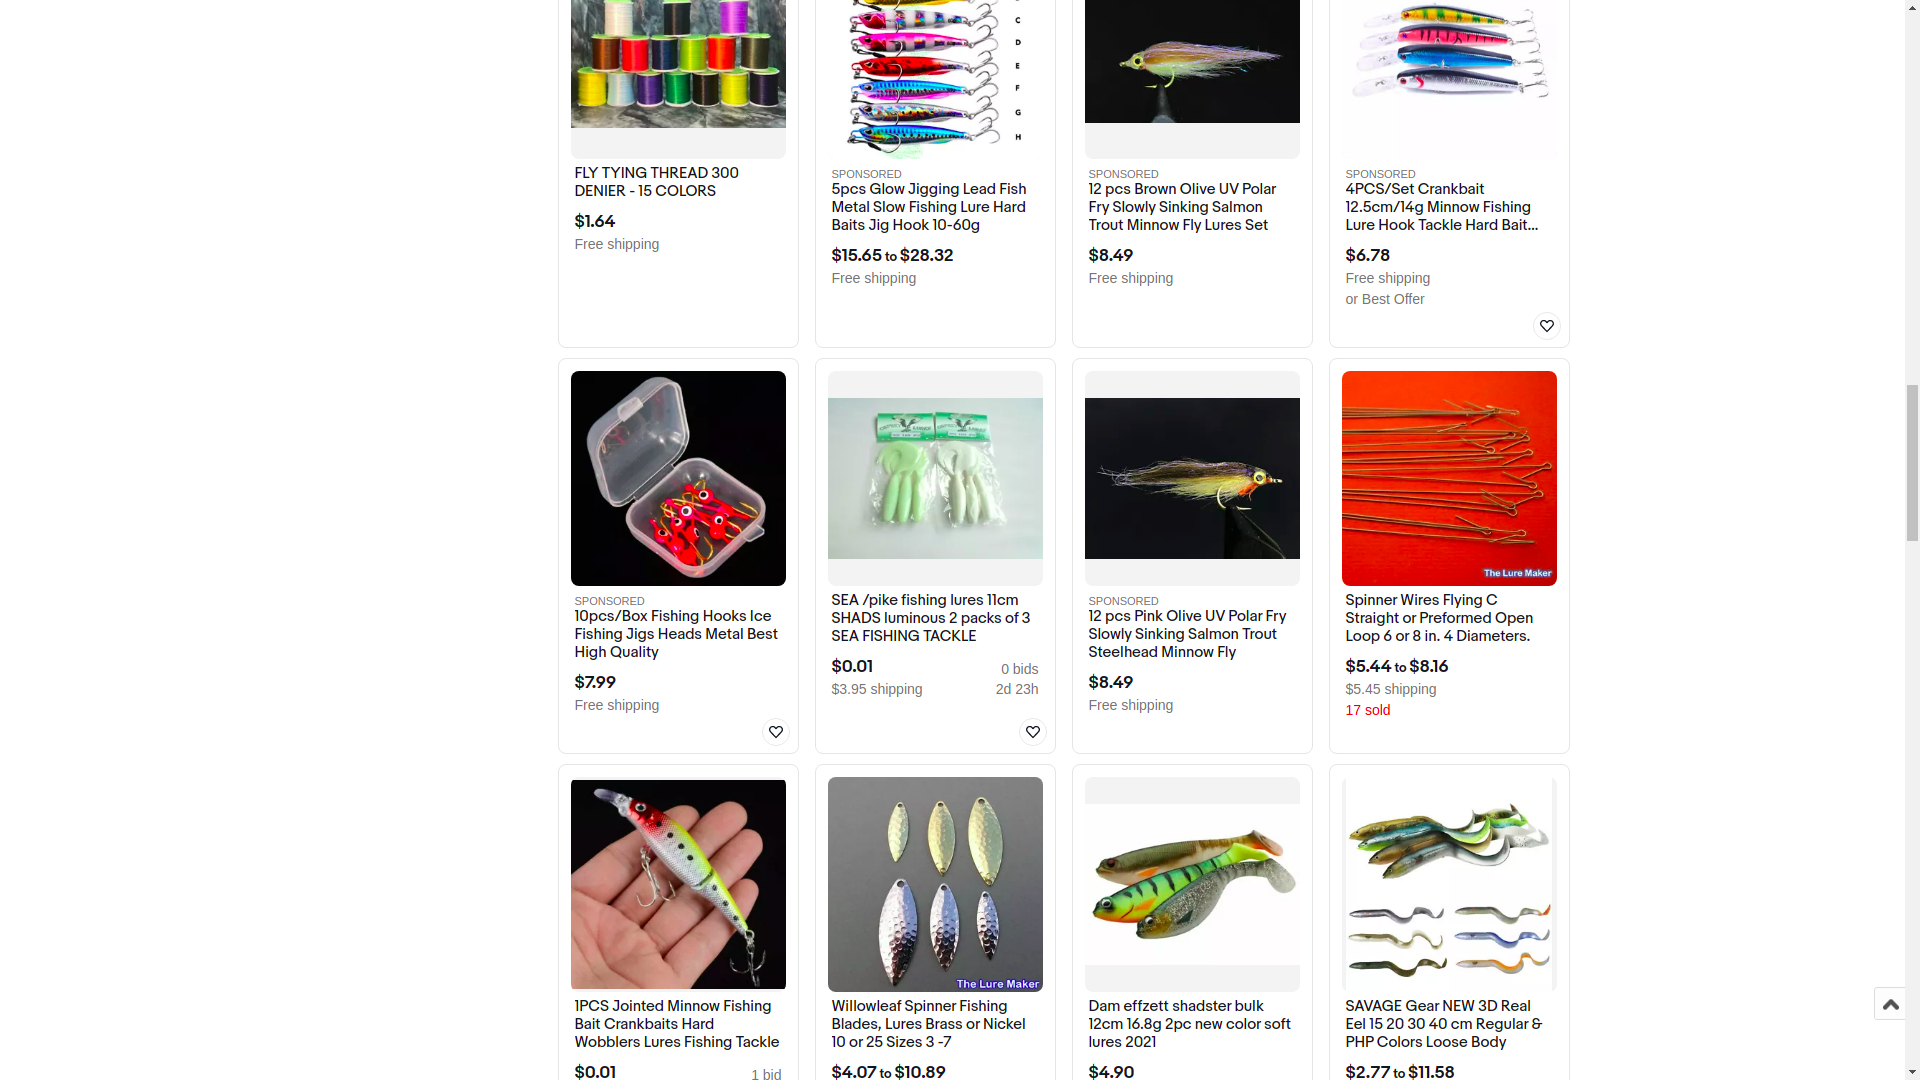 C
D
E
F
G
H
FLY TYING THREAD 300
DENIER - 15 COLORS
$1.64
Free shipping
SPONSORED
5pcs Glow Jigging Lead Fish
Metal Slow Fishing Lure Hard
Baits Jig Hook 10-60g
$15.65 to $28.32
Free shipping
SPONSORED
12 pcs Brown Olive UV Polar
Fry Slowly Sinking Salmon
Trout Minnow Fly Lures Set
$8.49
Free shipping
SPONSORED
4PCS/Set Crankbait
12.5cm/14g Minnow Fishing
Lure Hook Tackle Hard Bait...
$6.78
Free shipping
or Best Offer
SPONSORED
10pcs/Box Fishing Hooks Ice
Fishing Jigs Heads Metal Best
High Quality
$7.99
Free shipping
SEA /pike fishing lures 11cm
SHADS luminous 2 packs of 3
SEA FISHING TACKLE
$0.01
0 bids
$3.95 shipping
2d 23h
SPONSORED
12 pcs Pink Olive UV Polar Fry
Slowly Sinking Salmon Trout
Steelhead Minnow Fly
$8.49
Free shipping
The Lure Maker
Spinner Wires Flying C
Straight or Preformed Open
Loop 6 or 8 in. 4 Diameters.
$5.44 to $8.16
$5.45 shipping
17 sold
1PCS Jointed Minnow Fishing
Bait Crankbaits Hard
Wobblers Lures Fishing Tackle
$0.01
1 bid
The Lure Maker
Willowleaf Spinner Fishing
Blades, Lures Brass or Nickel
10 or 25 Sizes 3 -7
$4.07 to $10.89
Dam effzett shadster bulk
12cm 16.8g 2pc new color soft
lures 2021
$4.90
SAVAGE Gear NEW 3D Real
Eel 15 20 30 40 cm Regular &
PHP Colors Loose Body
$2.77 to $11.58